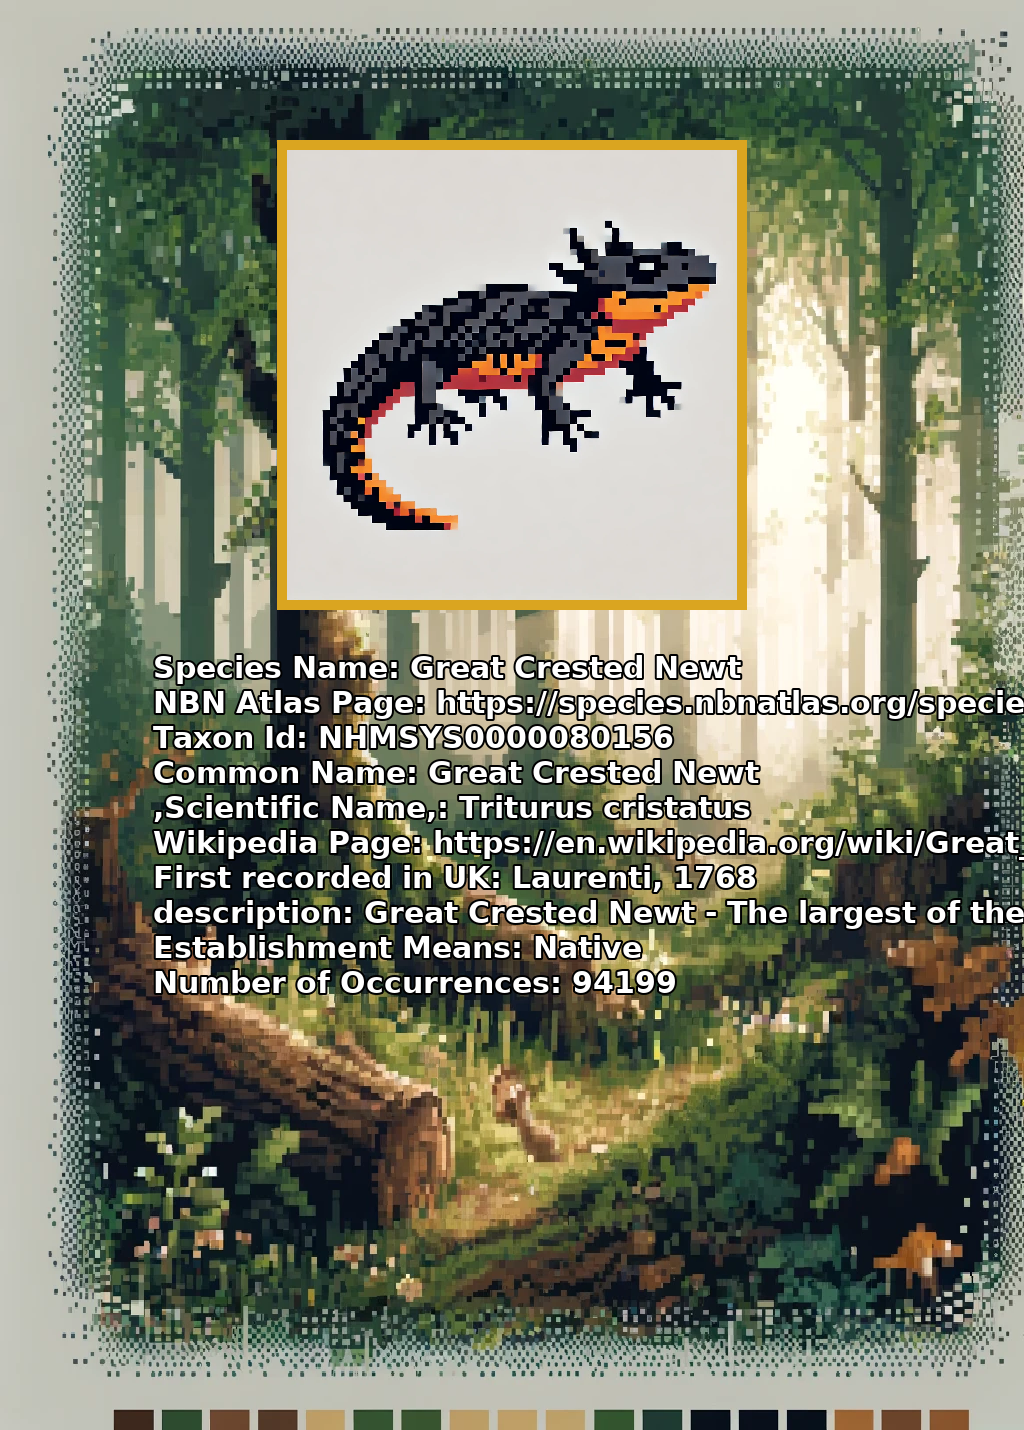 Species Name: Great Crested Newt
NBN Atlas Page: https://species.nbnatlas.org/specie
Taxon Id: NHMSYS0000080156
Common Name: Great Crested Newt
,Scientific Name,: Triturus cristatus
Wikipedia Page: https://en.wikipedia.org/wiki/Great_
First recorded in UK: Laurenti, 1768
description: Great Crested Newt - The largest of the
Establishment Means: Native
Number of Occurrences: 94199